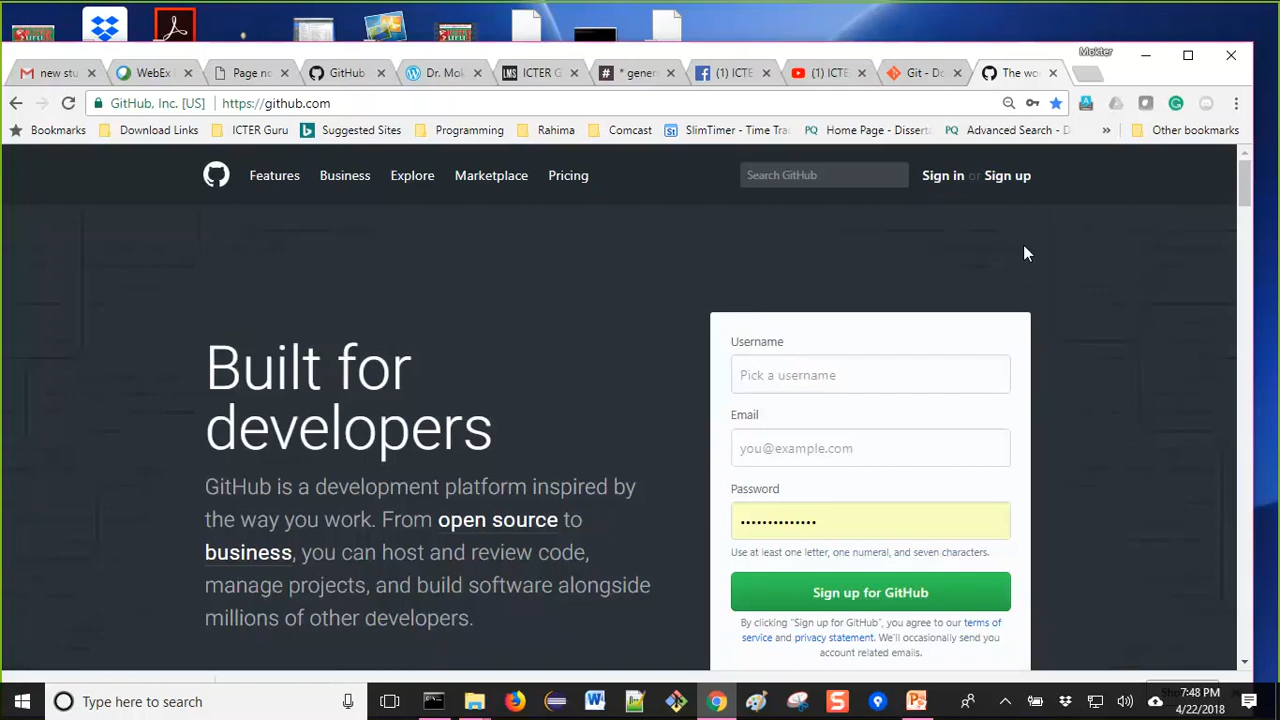 Mokter
new stu
WebEx
Page no
GitHub
Dr. Mok
ICTER G
* gener
(1) ICTE
(1) ICTE
Git - Do
The wo
GitHub, Inc. [US]
https://github.com
Bookmarks
Download Links
ICTER Guru
Suggested Sites
Programming
Rahima
Comcast
SlimTimer - Time Tra
Home Page - Dissert
Advanced Search - D
»
Other bookmarks
Features
Business
Explore
Marketplace
Pricing
Search GitHub
Sign in or Sign up
Built for
developers
GitHub is a development platform inspired by
the way you work. From open source to
business, you can host and review code,
manage projects, and build software alongside
millions of other developers.
Username
Pick a username
Email
you@example.com
Password
••••••••••••••
Use at least one letter, one numeral, and seven characters.
Sign up for GitHub
By clicking "Sign up for GitHub", you agree to our terms of
service and privacy statement. We'll occasionally send you
account related emails.
Type here to search
7:48 PM
4/22/2018